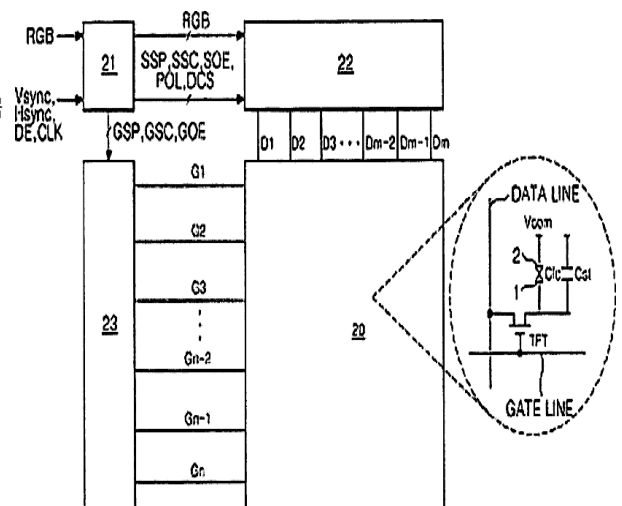 RGB
RGB
21
SSP,SSC,SOE,
POL,DCS
22
Vsync,
Hsync,
DE,CLK
GSP,GSC,GOE
D1 D2 D3 ••• Dm-2 Dm-1 Dm
G1
G2
G3
Gn-2
Gn-1
Gn
23
20
DATA LINE
Vcom
2
Clc
Cst
1
TFT
GATE LINE